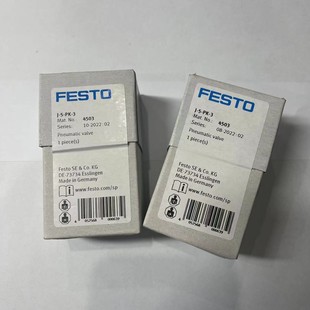 FESTO
J-5-PK-3
Mat. No.: 4503
Series: 10-2022:02
Pneumatic valve
1 piece(s)
Festo SE & Co. KG
DE-73734 Esslingen
Made in Germany
www.festo.com/sp
FESTO
J-5-PK-3
Mat. No.: 4503
Series: 08-2022:02
Pneumatic valve
1 piece(s)
Festo SE & Co. KG
DE-73734 Esslingen
Made in Germany
www.festo.com/sp